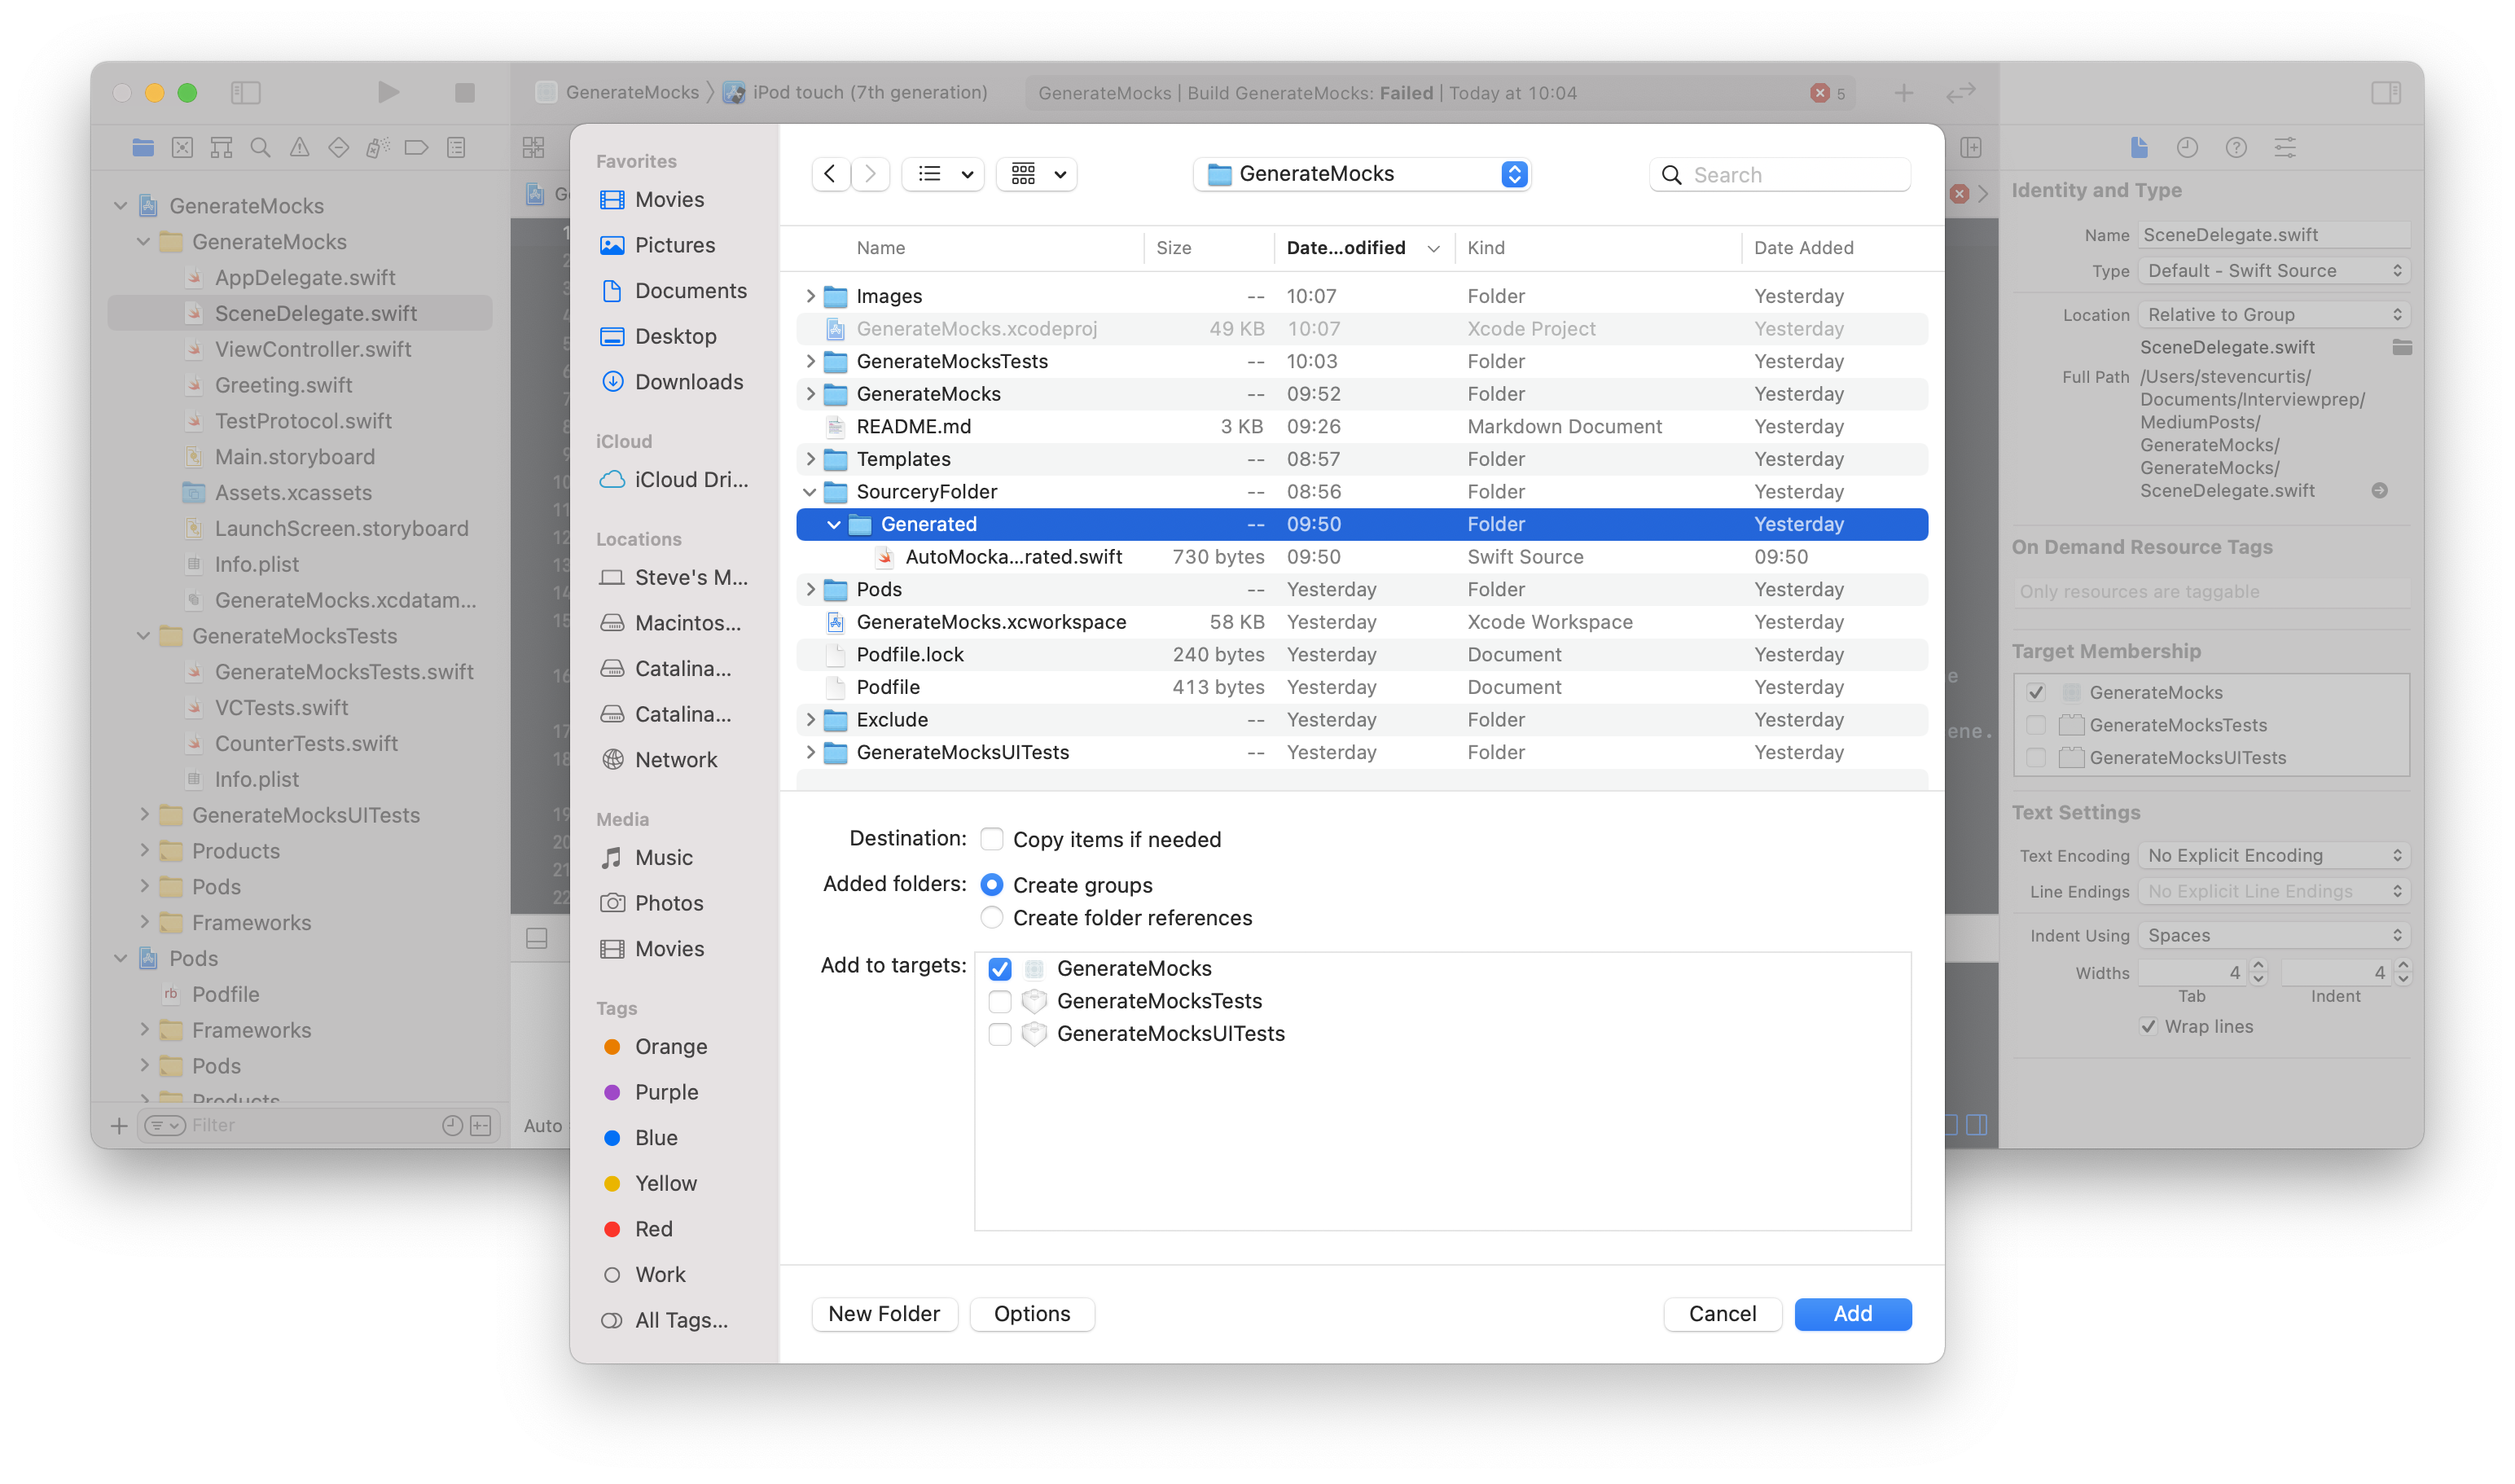 GenerateMocks
iPod touch (7th generation)
GenerateMocks | Build GenerateMocks: Failed | Today at 10:04
5
GenerateMocks
GenerateMocks
AppDelegate.swift
SceneDelegate.swift
ViewController.swift
Greeting.swift
TestProtocol.swift
Main.storyboard
Assets.xcassets
LaunchScreen.storyboard
Info.plist
GenerateMocks.xcdatam...
GenerateMocksTests
GenerateMocksTests.swift
VCTests.swift
CounterTests.swift
Info.plist
GenerateMocksUITests
Products
Pods
Frameworks
Pods
rb Podfile
Frameworks
Pods
Products
Filter
Auto
Favorites
Movies
Pictures
Documents
Desktop
Downloads
iCloud
iCloud Dri...
Locations
Steve's M...
Macintos...
Catalina...
Catalina...
Network
Media
Music
Photos
Movies
Tags
Orange
Purple
Blue
Yellow
Red
Work
All Tags...
GenerateMocks
Search
Name Size Date...odified Kind Date Added
Images -- 10:07 Folder Yesterday
GenerateMocks.xcodeproj 49 KB 10:07 Xcode Project Yesterday
GenerateMocksTests -- 10:03 Folder Yesterday
GenerateMocks -- 09:52 Folder Yesterday
README.md 3 KB 09:26 Markdown Document Yesterday
Templates -- 08:57 Folder Yesterday
SourceryFolder -- 08:56 Folder Yesterday
Generated -- 09:50 Folder Yesterday
AutoMocka...rated.swift 730 bytes 09:50 Swift Source 09:50
Pods -- Yesterday Folder Yesterday
GenerateMocks.xcworkspace 58 KB Yesterday Xcode Workspace Yesterday
Podfile.lock 240 bytes Yesterday Document Yesterday
Podfile 413 bytes Yesterday Document Yesterday
Exclude -- Yesterday Folder Yesterday
GenerateMocksUITests -- Yesterday Folder Yesterday
Destination: Copy items if needed
Added folders: Create groups
Create folder references
Add to targets: GenerateMocks
GenerateMocksTests
GenerateMocksUITests
New Folder Options Cancel Add
Identity and Type
Name SceneDelegate.swift
Type Default - Swift Source
Location Relative to Group
SceneDelegate.swift
Full Path /Users/stevencurtis/
Documents/Interviewprep/
MediumPosts/
GenerateMocks/
GenerateMocks/
SceneDelegate.swift
On Demand Resource Tags
Only resources are taggable
Target Membership
GenerateMocks
GenerateMocksTests
GenerateMocksUITests
Text Settings
Text Encoding No Explicit Encoding
Line Endings No Explicit Line Endings
Indent Using Spaces
Widths 4 4
Tab Indent
Wrap lines